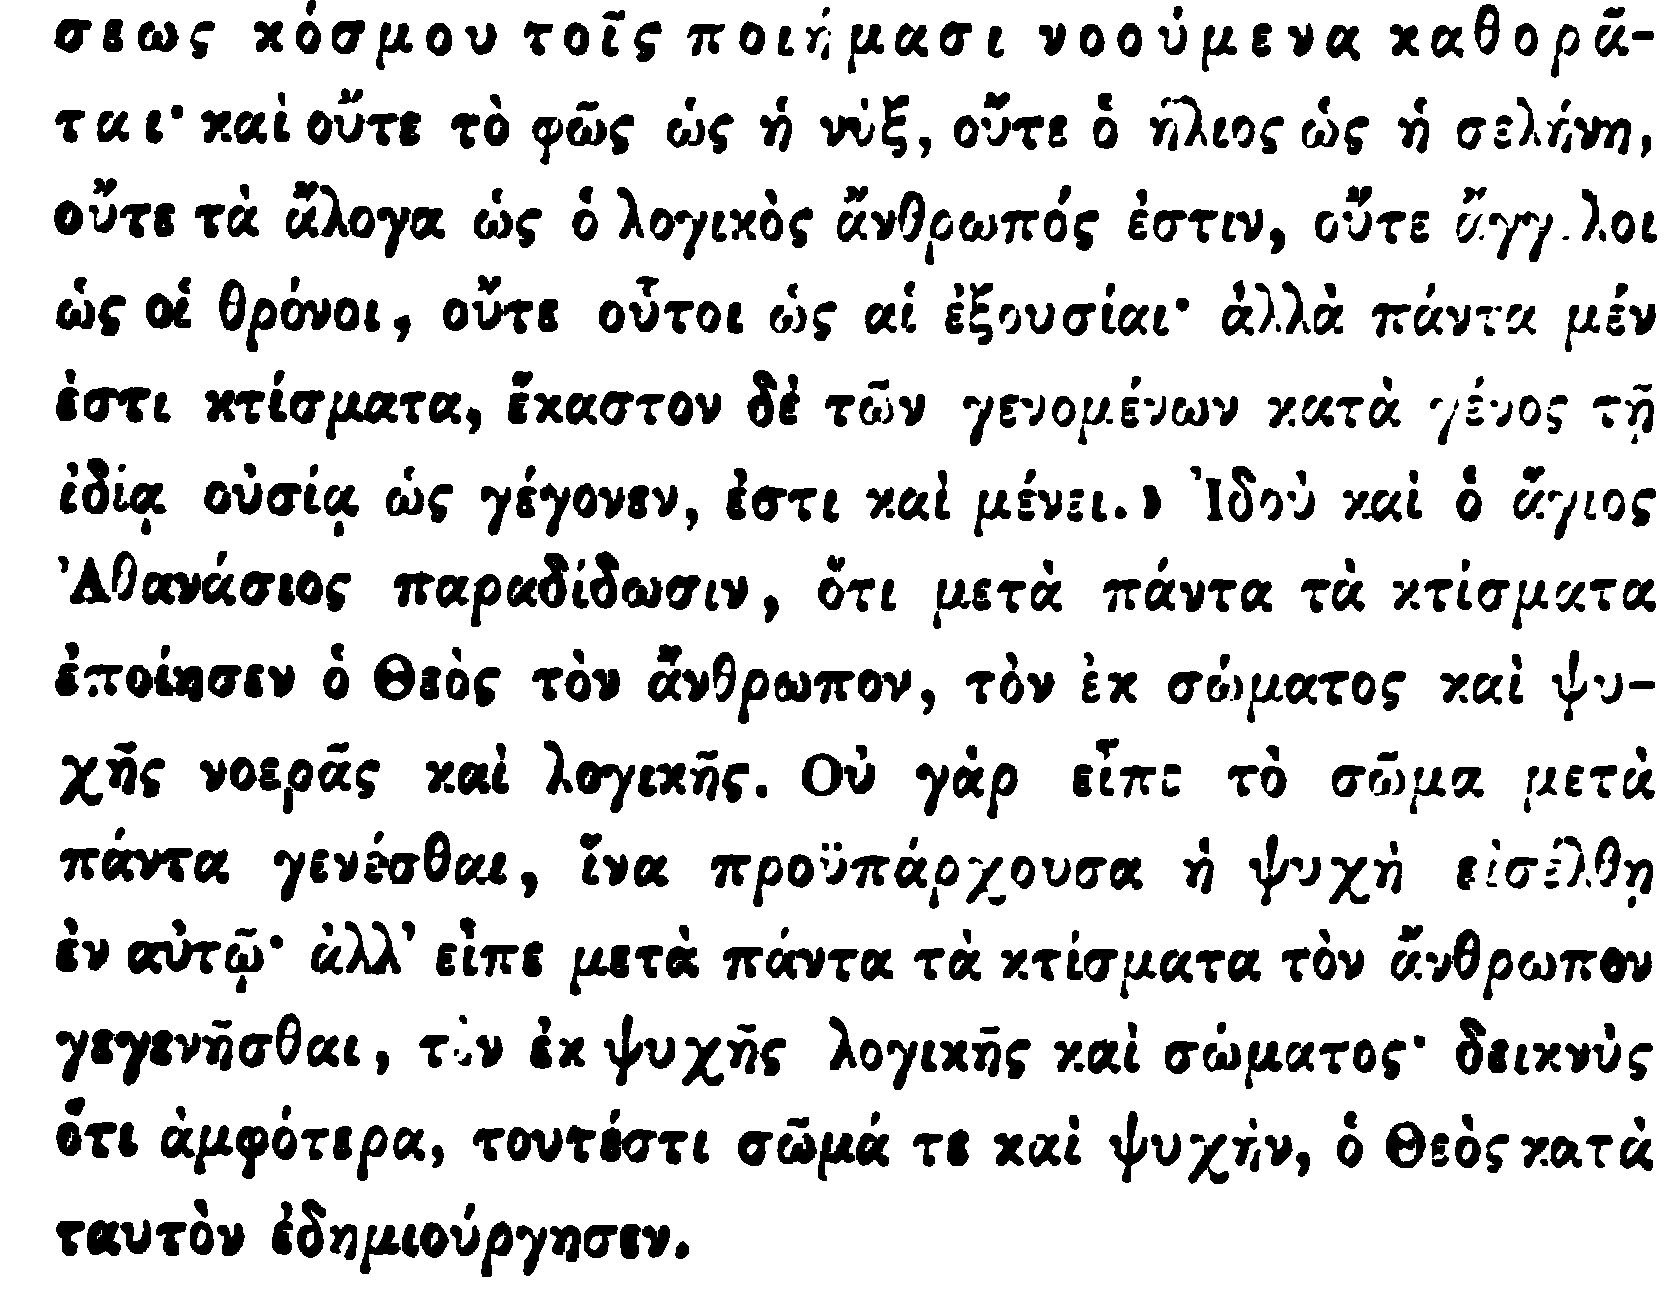 σεως κόσμου τοῖς ποιήμασι νοούμενα καθορᾶ-
ται· καὶ οὔτε τὸ φῶς ὡς ἡ νὺξ, οὔτε ὁ ἥλιος ὡς ἡ σελήνη,
οὔτε τὰ ἄλογα ὡς ὁ λογικὸς ἄνθρωπός ἐστιν, οὔτε ἄγγελοι
ὡς οἱ θρόνοι, οὔτε οὗτοι ὡς αἱ ἐξουσίαι· ἀλλὰ πάντα μέν
ἐστι κτίσματα, ἕκαστον δὲ τῶν γενομένων κατὰ γένος τῇ
ἰδίᾳ οὐσίᾳ ὡς γέγονεν, ἐστι καὶ μένει.» Ἰδοὺ καὶ ὁ ἅγιος
Ἀθανάσιος παραδίδωσιν, ὅτι μετὰ πάντα τὰ κτίσματα
ἐποίησεν ὁ Θεὸς τὸν ἄνθρωπον, τὸν ἐκ σώματος καὶ ψυ-
χῆς νοερᾶς καὶ λογικῆς. Οὐ γὰρ εἶπε τὸ σῶμα μετὰ
πάντα γενέσθαι, ἵνα προϋπάρχουσα ἡ ψυχὴ εἰσέλθῃ
ἐν αὐτῷ· ἀλλ' εἶπε μετὰ πάντα τὰ κτίσματα τὸν ἄνθρωπον
γεγενῆσθαι, τὸν ἐκ ψυχῆς λογικῆς καὶ σώματος· δεικνὺς
ὅτι ἀμφότερα, τουτέστι σῶμά τε καὶ ψυχὴν, ὁ Θεὸς κατὰ
ταυτὸν ἐδημιούργησεν.